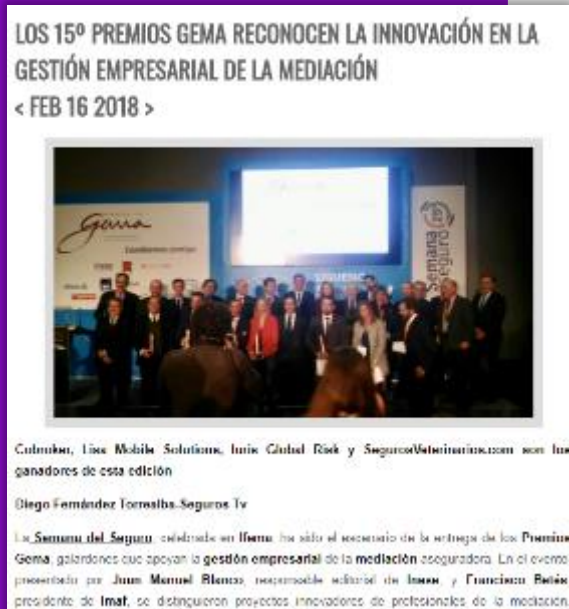 LOS 15º PREMIOS GEMA RECONOCEN LA INNOVACIÓN EN LA
GESTIÓN EMPRESARIAL DE LA MEDIACIÓN
< FEB 16 2018 >
Gema
Semana
Seguro
Cobroker, Liss Mobile Solutions, Iuris Global Risk y SegurosVeterinarios.com son los
ganadores de esta edición
Diego Fernández Torrealba-Seguros Tv
La Semana del Seguro, celebrada en Ifema, ha sido el escenario de la entrega de los Premios
Gema, galardones que apoyan la gestión empresarial de la mediación aseguradora. En el evento,
presentado por Juan Manuel Blanco, responsable editorial de Inese, y Francisco Betés,
presidente de Imaf, se distinguieron proyectos innovadores de profesionales de la mediación